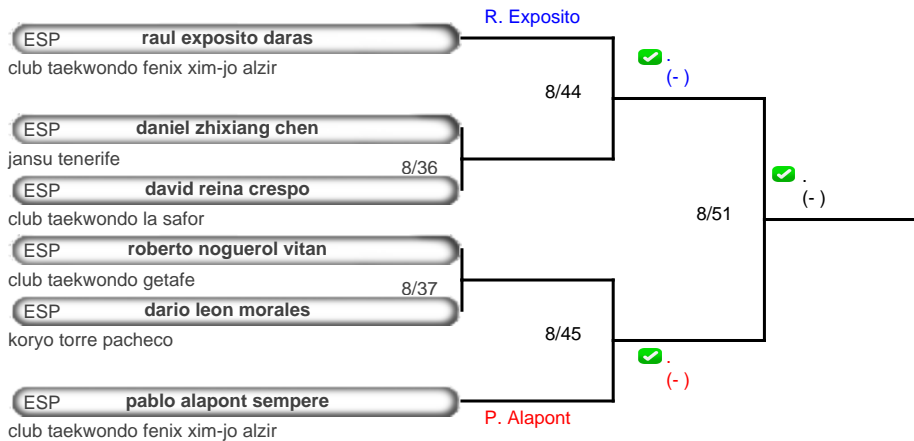 R. Exposito
ESP raul exposito daras
club taekwondo fenix xim-jo alzir
.
(- )
8/44
ESP daniel zhixiang chen
jansu tenerife
8/36
.
(- )
ESP david reina crespo
club taekwondo la safor
8/51
ESP roberto noguerol vitan
club taekwondo getafe
8/37
ESP dario leon morales
koryo torre pacheco
8/45
.
(- )
ESP pablo alapont sempere
P. Alapont
club taekwondo fenix xim-jo alzir